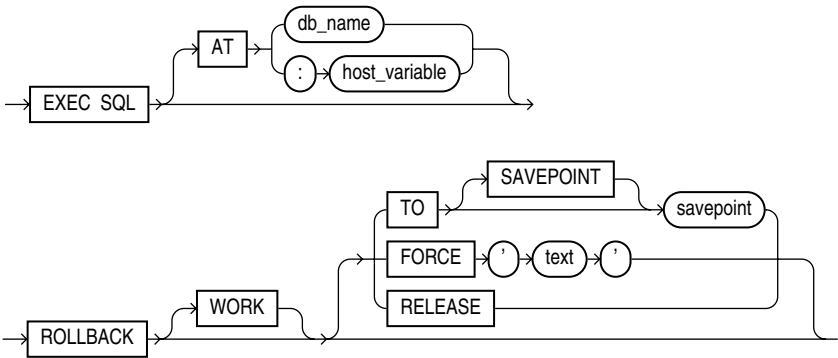 db_name
AT
: host_variable
EXEC SQL
SAVEPOINT
TO savepoint
FORCE ' text '
WORK RELEASE
ROLLBACK